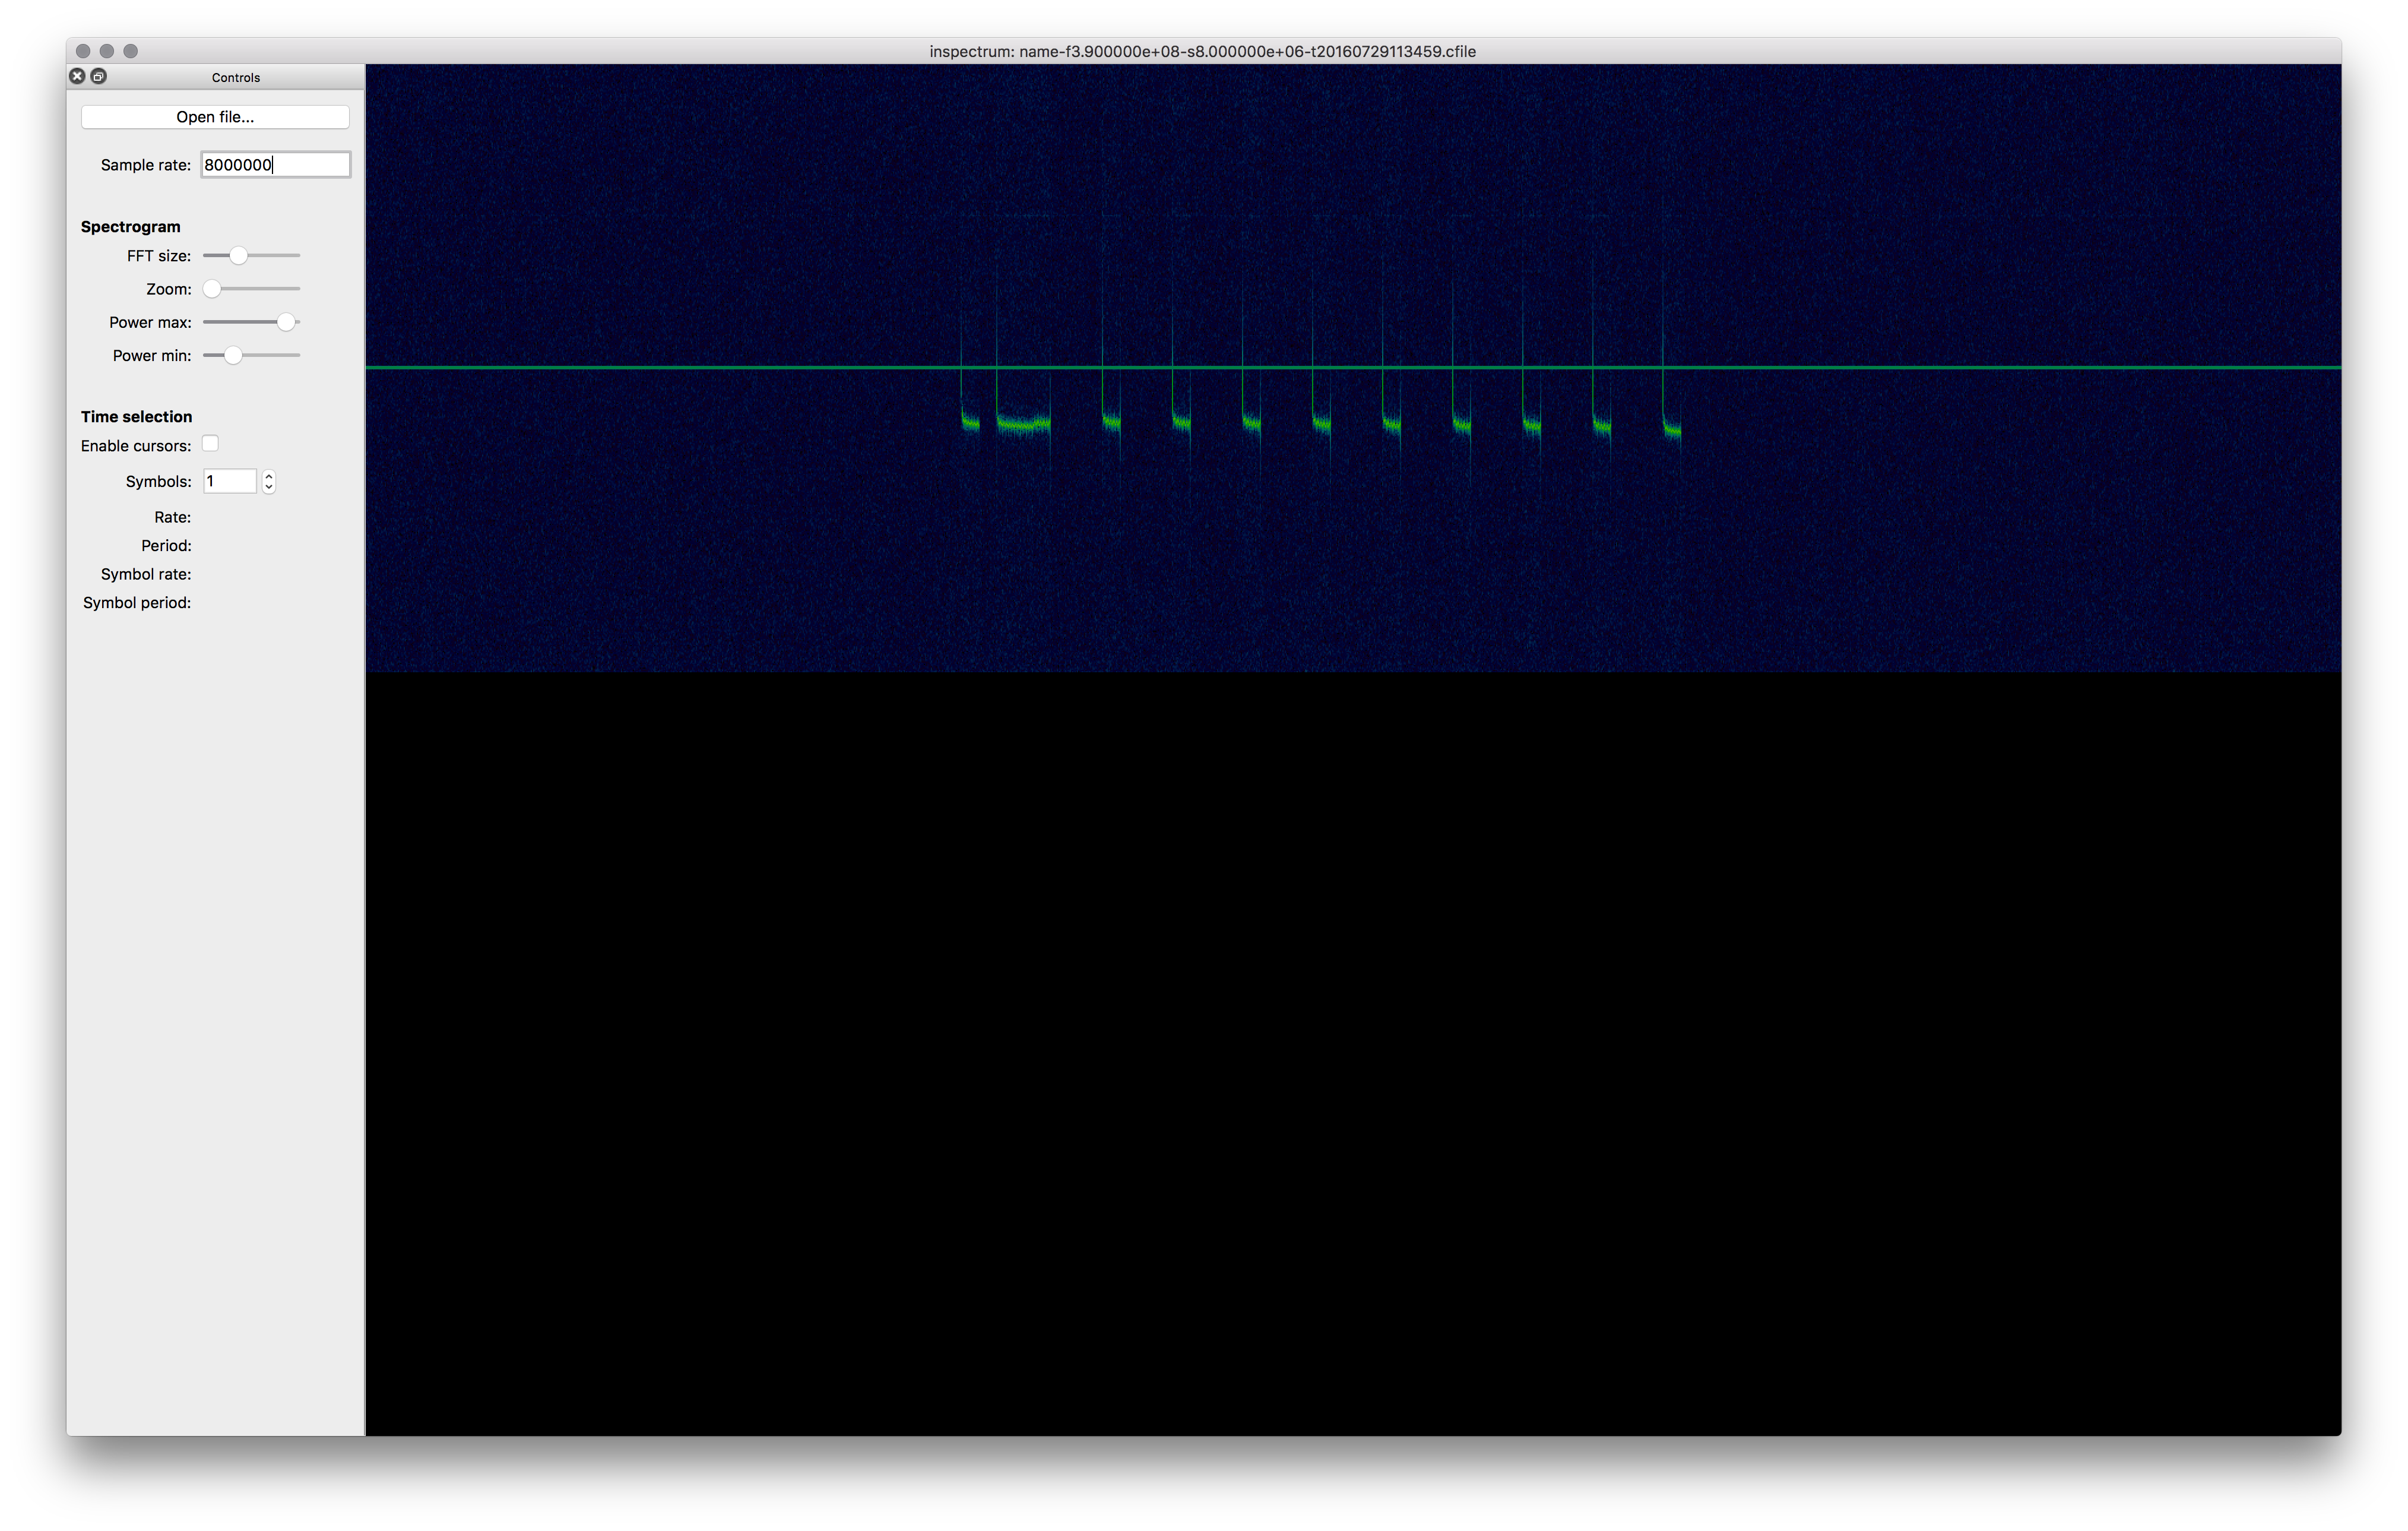 inspectrum: name-f3.900000e+08-s8.000000e+06-t20160729113459.cfile
Controls
Open file...
Sample rate: 8000000
Spectrogram
FFT size:
Zoom:
Power max:
Power min:
Time selection
Enable cursors:
Symbols: 1
Rate:
Period:
Symbol rate:
Symbol period: